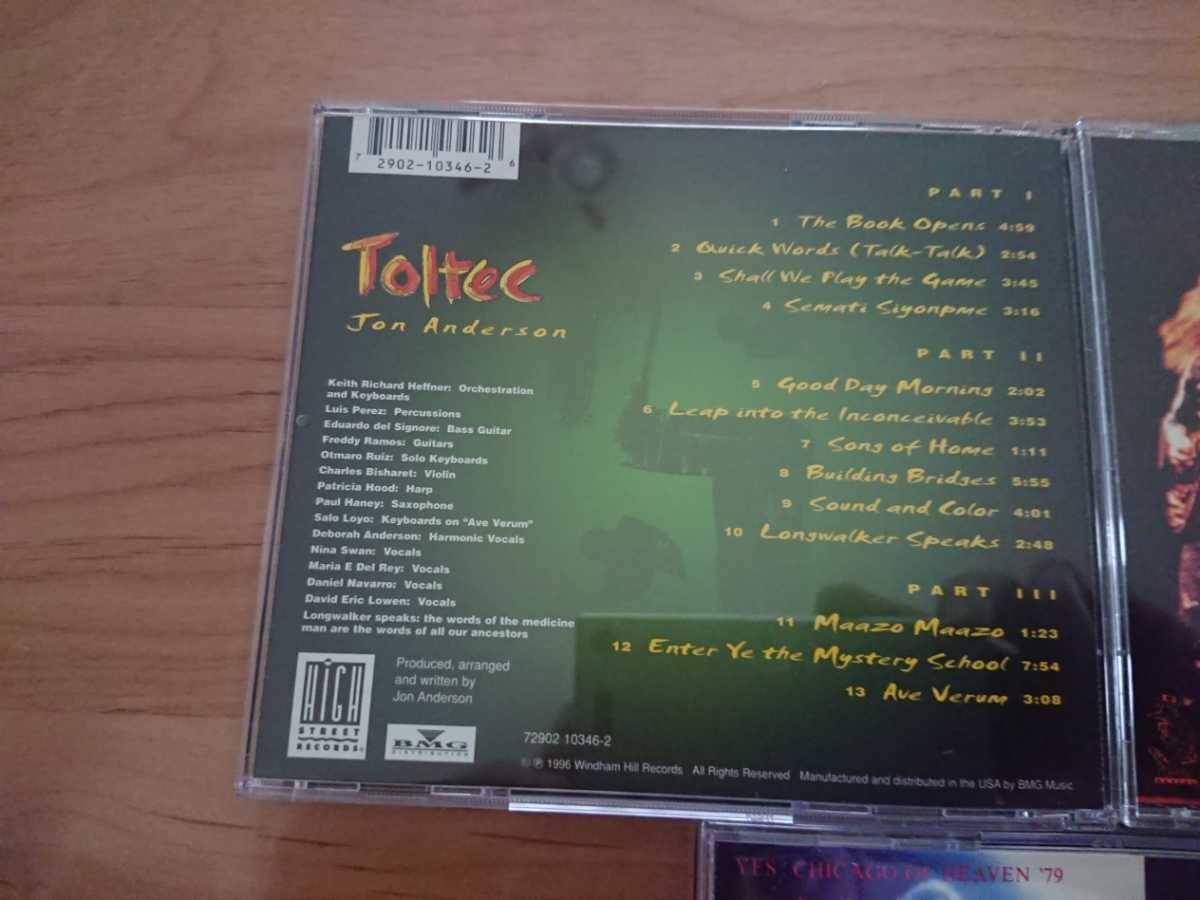 7 2902-10346-2 6
Toltec
Jon Anderson
Keith Richard Heffner: Orchestration
and Keyboards
Luis Perez: Percussions
Eduardo del Signore: Bass Guitar
Freddy Ramos: Guitars
Otmaro Ruiz: Solo Keyboards
Charles Bisharet: Violin
Patricia Hood: Harp
Paul Haney: Saxophone
Salo Loyo: Keyboards on "Ave Verum"
Deborah Anderson: Harmonic Vocals
Nina Swan: Vocals
Maria E Del Rey: Vocals
Daniel Navarro: Vocals
David Eric Lowen: Vocals
Longwalker speaks: the words of the medicine
man are the words of all our ancestors
HIGH
STREET
RECORDS®
Produced, arranged
and written by
Jon Anderson
BMG
DISTRIBUTION
PART I
1 The Book Opens 4:59
2 Quick Words (Talk-Talk) 2:54
3 Shall We Play the Game 3:45
4 Semati Siyonpme 3:16
PART II
5 Good Day Morning 2:02
6 Leap into the Inconceivable 3:53
7 Song of Home 1:11
8 Building Bridges 5:55
9 Sound and Color 4:01
10 Longwalker Speaks 2:48
PART III
11 Maazo Maazo 1:23
12 Enter Ye the Mystery School 7:54
13 Ave Verum 3:08
72902 10346-2
© ℗ 1996 Windham Hill Records All Rights Reserved Manufactured and distributed in the USA by BMG Music
YES CHICAGO OF HEAVEN '79